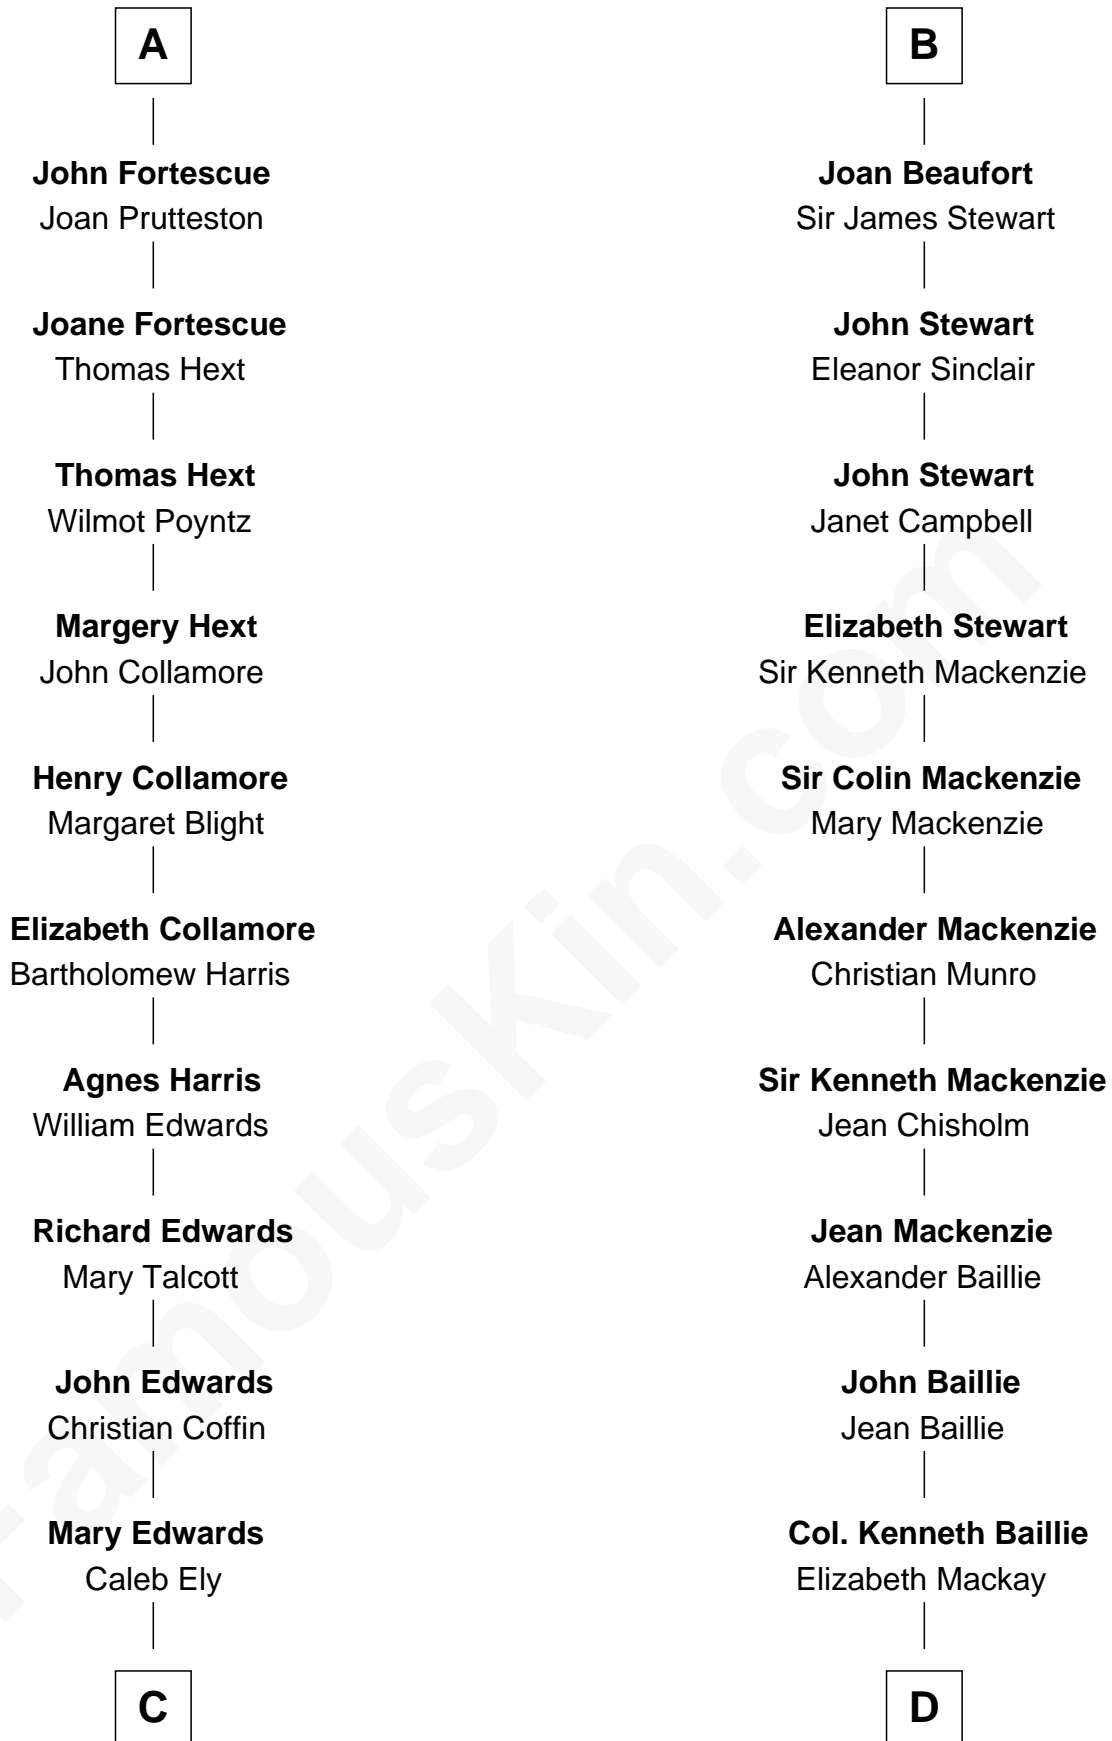 A
John Fortescue
Joan Prutteston
Joane Fortescue
Thomas Hext
Thomas Hext
Wilmot Poyntz
Margery Hext
John Collamore
Henry Collamore
Margaret Blight
Elizabeth Collamore
Bartholomew Harris
Agnes Harris
William Edwards
Richard Edwards
Mary Talcott
John Edwards
Christian Coffin
Mary Edwards
Caleb Ely
C
B
Joan Beaufort
Sir James Stewart
John Stewart
Eleanor Sinclair
John Stewart
Janet Campbell
Elizabeth Stewart
Sir Kenneth Mackenzie
Sir Colin Mackenzie
Mary Mackenzie
Alexander Mackenzie
Christian Munro
Sir Kenneth Mackenzie
Jean Chisholm
Jean Mackenzie
Alexander Baillie
John Baillie
Jean Baillie
Col. Kenneth Baillie
Elizabeth Mackay
D
FamousKin.com